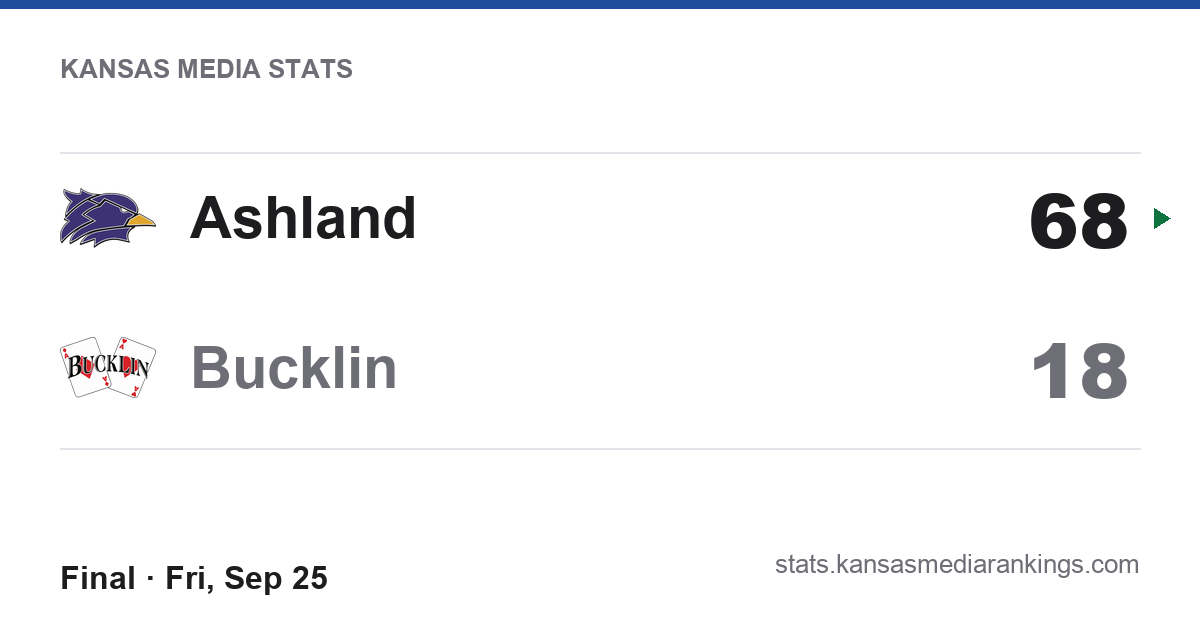 KANSAS MEDIA STATS
Ashland 68
BUCKLIN
Bucklin 18
Final · Fri, Sep 25
stats.kansasmediarankings.com